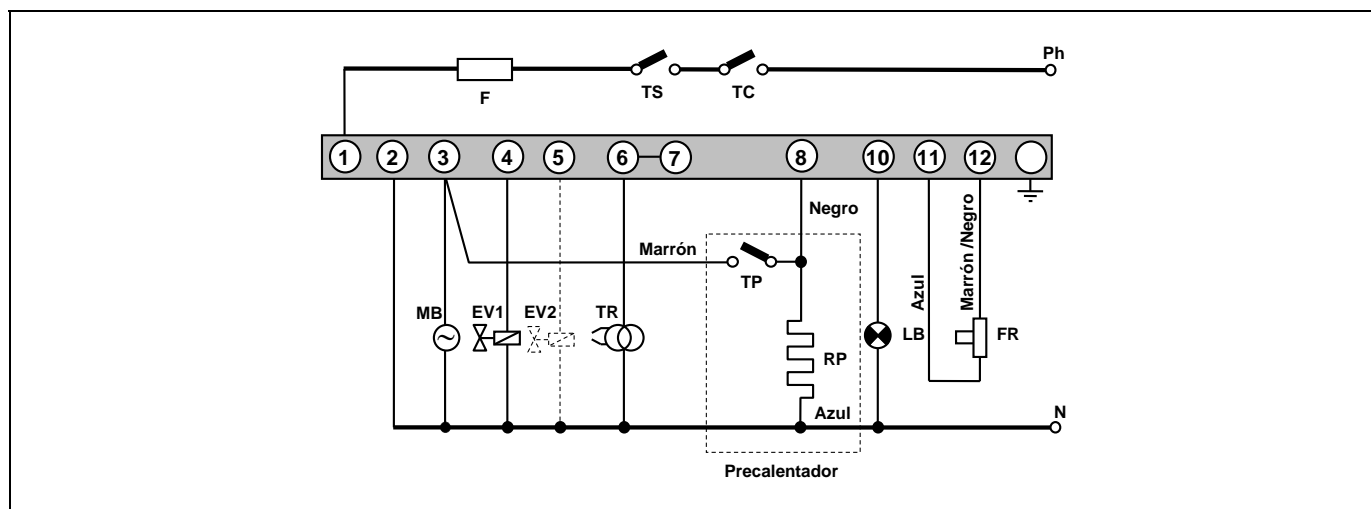 Ph
F
TS
TC
1 2 3 4 5 6 7 8 10 11 12
Negro
Marrón
TP
Azul
Marrón /Negro
MB
EV1
EV2
TR
RP
LB
FR
Azul
N
Precalentador